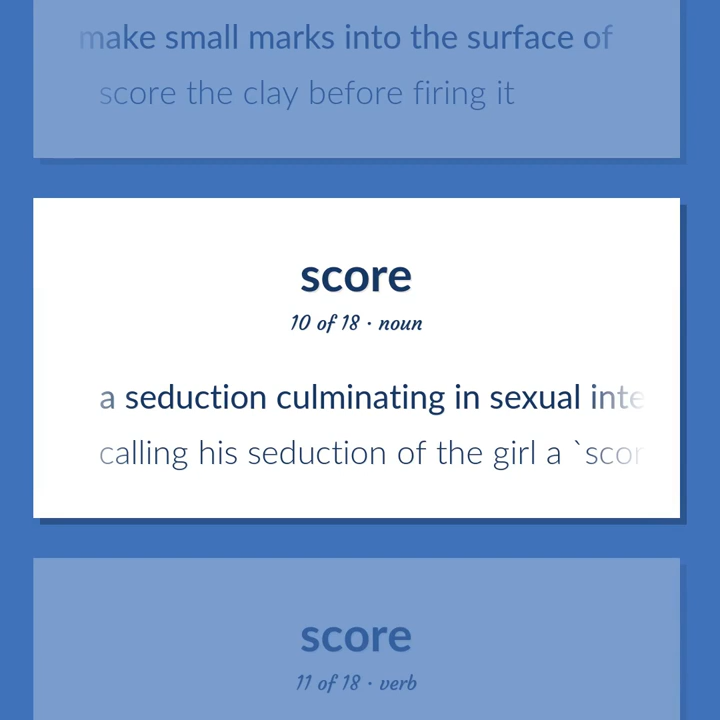 make small marks into the surface of
score the clay before firing it
score
10 of 18 · noun
a seduction culminating in sexual inte
calling his seduction of the girl a `scor
score
11 of 18 · verb